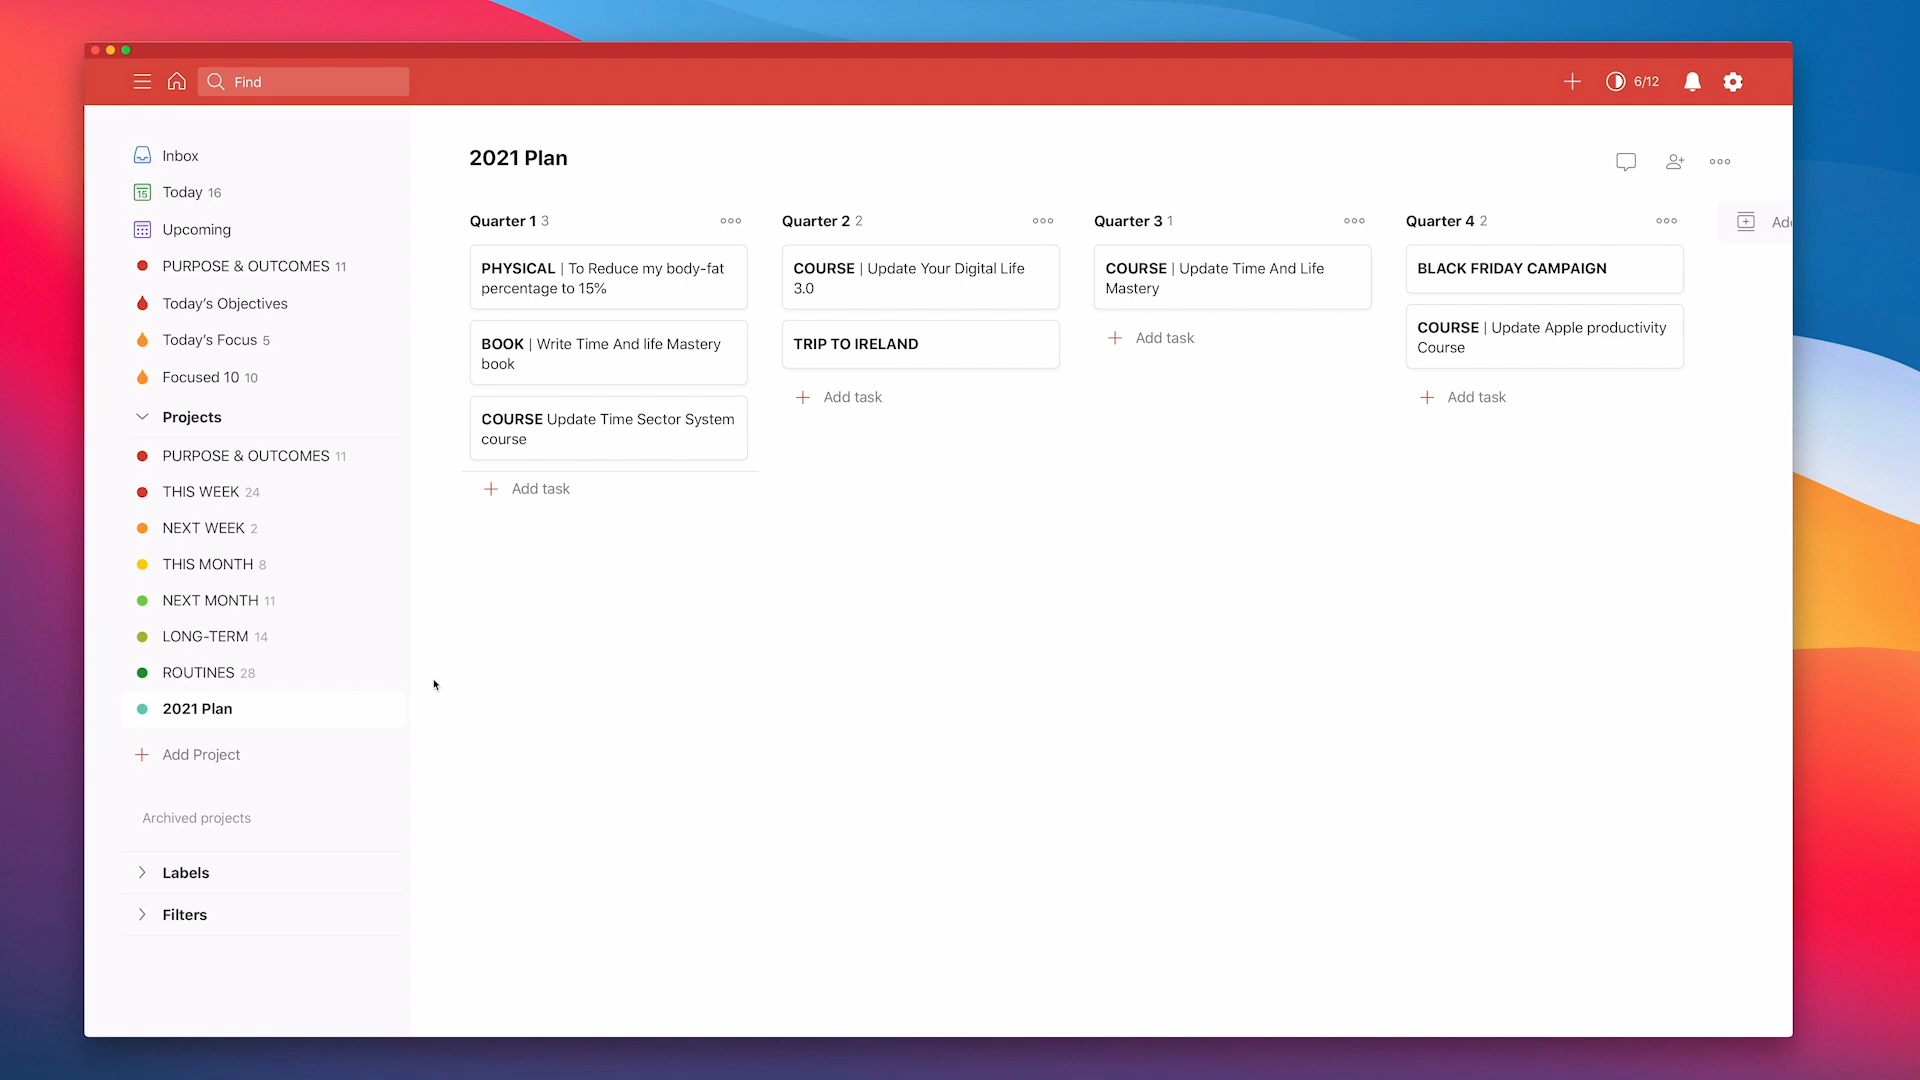 Find
6/12
Inbox
15
Today 16
Upcoming
PURPOSE & OUTCOMES 11
Today's Objectives
Today's Focus 5
Focused 10 10
Projects
PURPOSE & OUTCOMES 11
THIS WEEK 24
NEXT WEEK 2
THIS MONTH 8
NEXT MONTH 11
LONG-TERM 14
ROUTINES 28
2021 Plan
Add Project
Archived projects
Labels
Filters
2021 Plan
Quarter 1 3
PHYSICAL | To Reduce my body-fat
percentage to 15%
BOOK | Write Time And life Mastery
book
COURSE Update Time Sector System
course
Add task
Quarter 2 2
COURSE | Update Your Digital Life
3.0
TRIP TO IRELAND
Add task
Quarter 3 1
COURSE | Update Time And Life
Mastery
Add task
Quarter 4 2
BLACK FRIDAY CAMPAIGN
COURSE | Update Apple productivity
Course
Add task